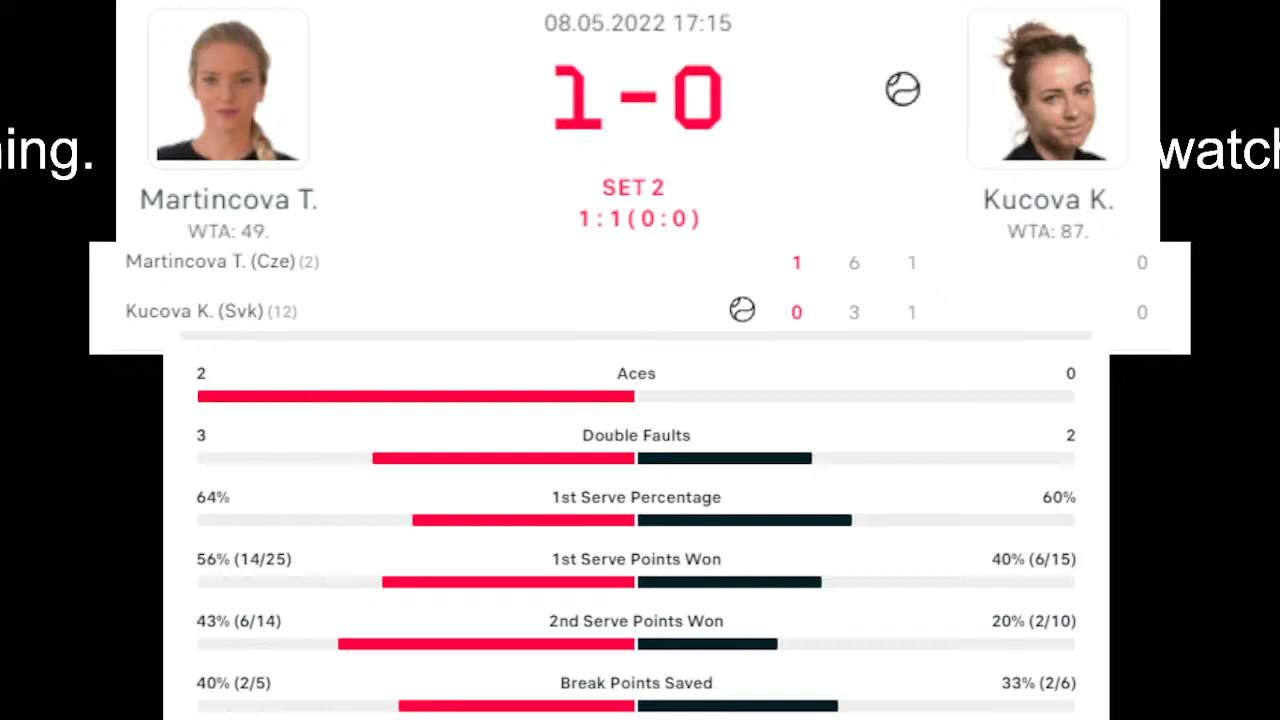 08.05.2022 17:15
1-0
ning. watch
SET 2
1 : 1 ( 0 : 0 )
Martincova T. Kucova K.
WTA: 49. WTA: 87.
Martincova T. (Cze) (2) 1 6 1 0
Kucova K. (Svk) (12) 0 3 1 0
2 Aces 0
3 Double Faults 2
64% 1st Serve Percentage 60%
56% (14/25) 1st Serve Points Won 40% (6/15)
43% (6/14) 2nd Serve Points Won 20% (2/10)
40% (2/5) Break Points Saved 33% (2/6)